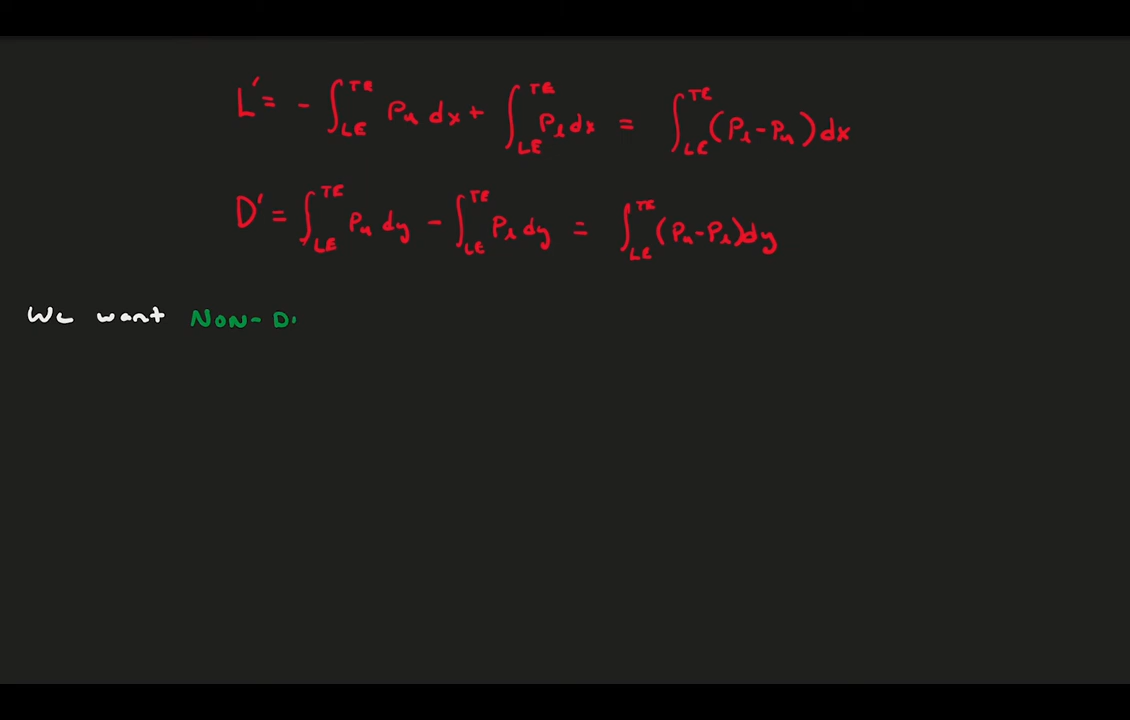 L' = - ∫_LE^TE P_u dx + ∫_LE^TE P_l dx = ∫_LE^TE (P_l - P_u) dx
D' = ∫_LE^TE P_u dy - ∫_LE^TE P_l dy = ∫_LE^TE (P_u - P_l) dy
We want NON-D